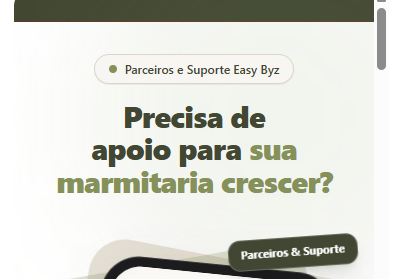 Parceiros e Suporte Easy Byz
Precisa de
apoio para sua
marmitaria crescer?
Parceiros & Suporte